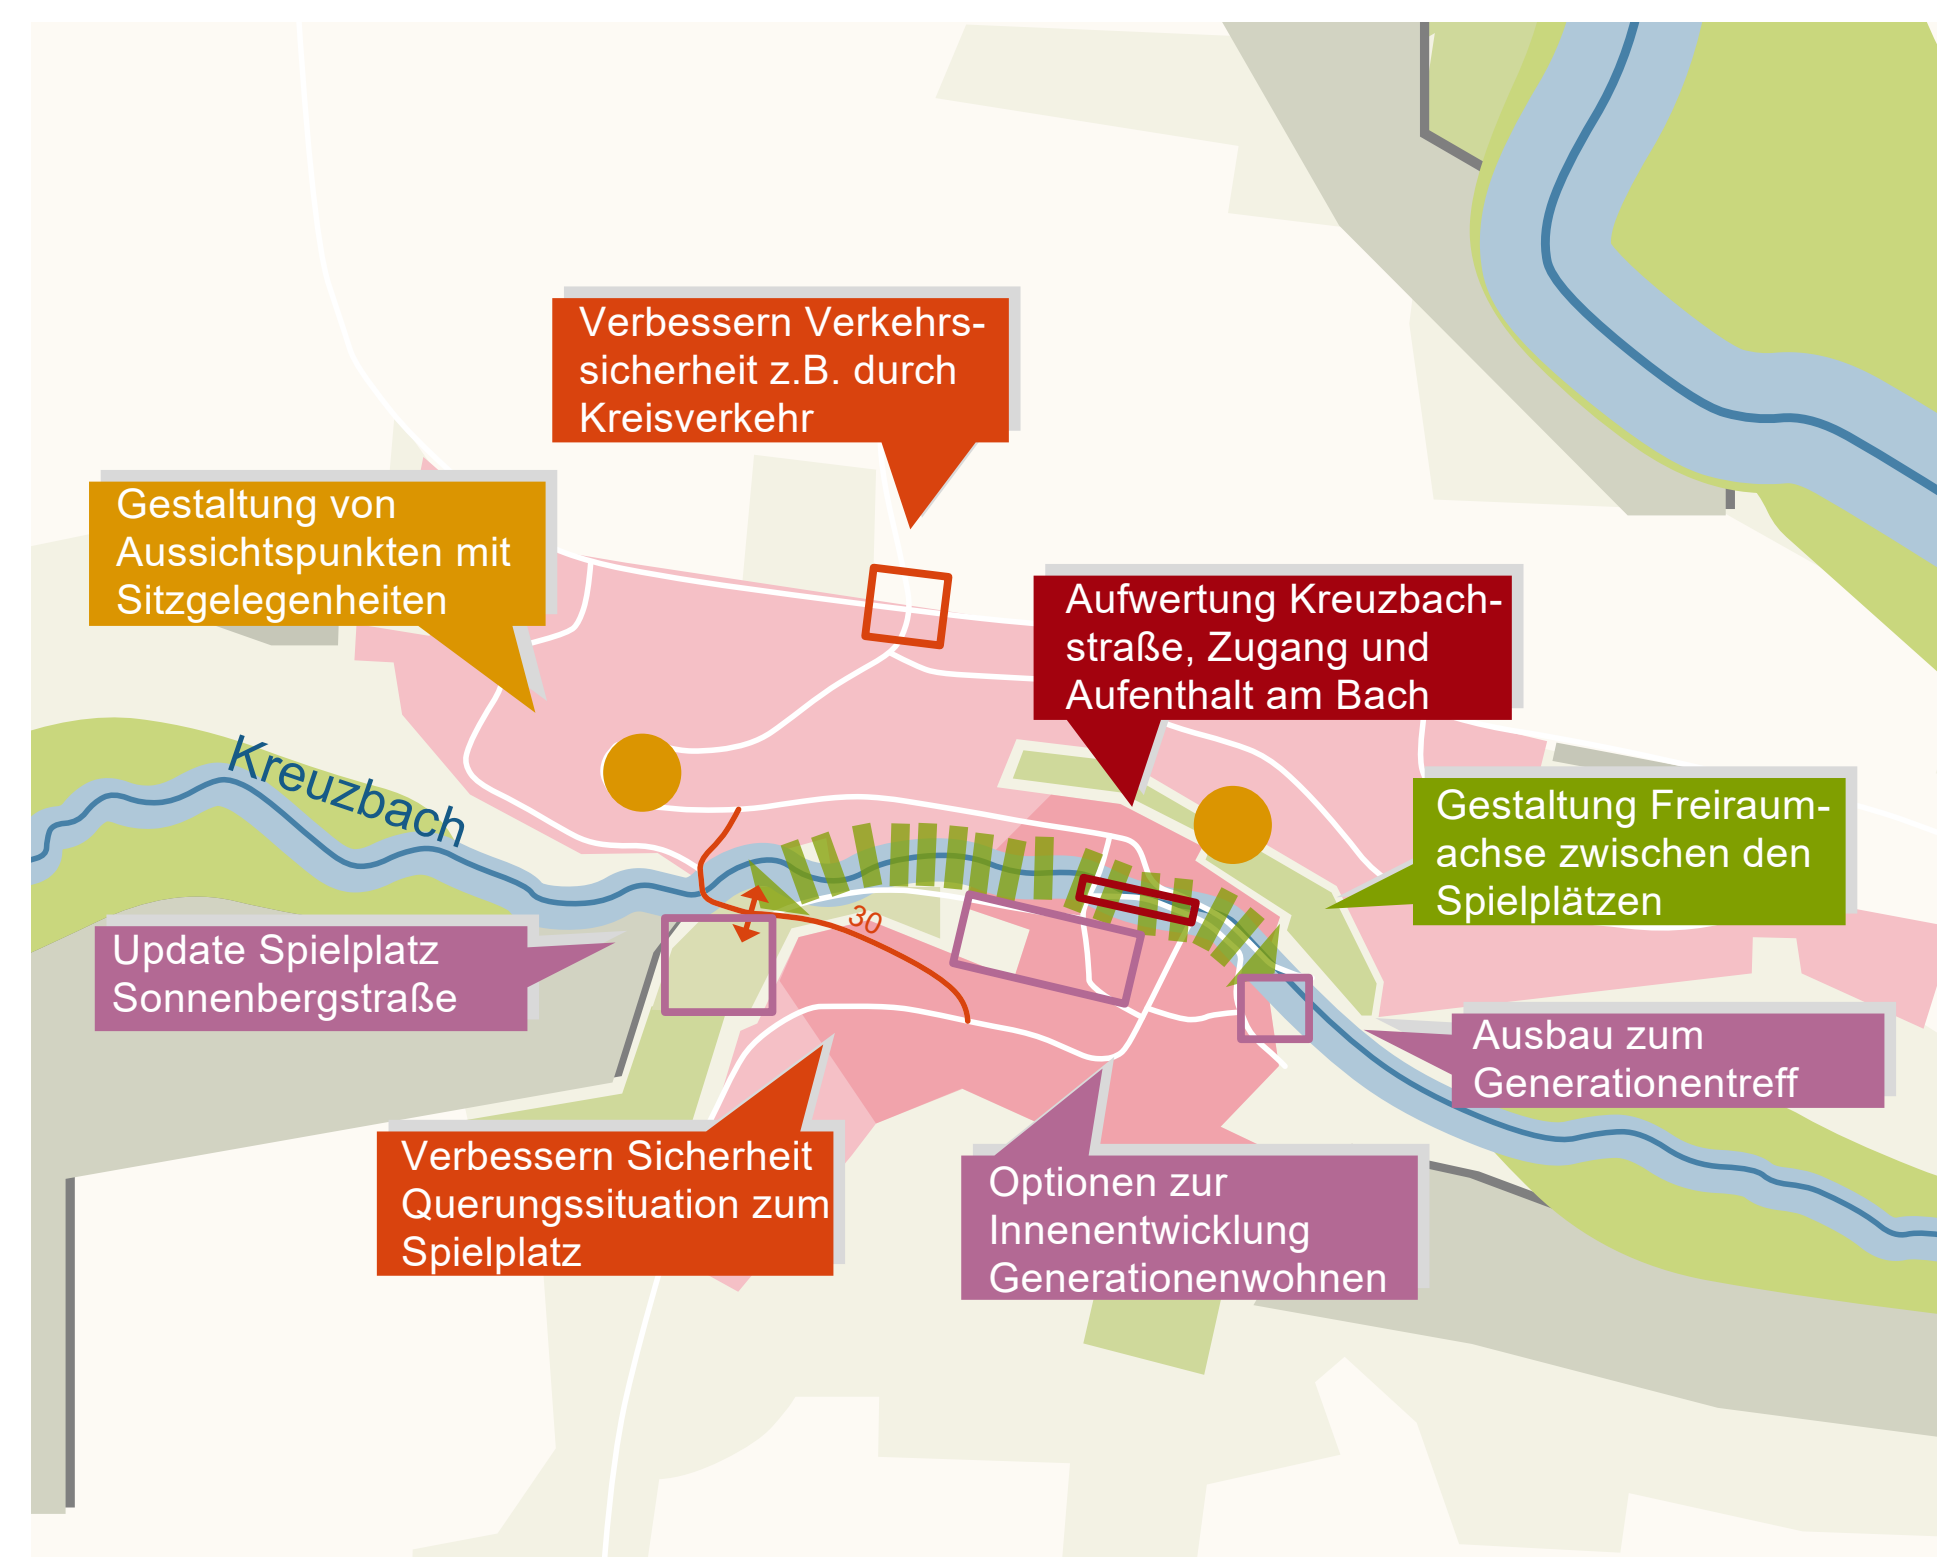 Verbessern Verkehrs-
sicherheit z.B. durch
Kreisverkehr
Gestaltung von
Aussichtspunkten mit
Sitzgelegenheiten
Aufwertung Kreuzbach-
straße, Zugang und
Aufenthalt am Bach
Kreuzbach
Gestaltung Freiraum-
achse zwischen den
Spielplätzen
30
Update Spielplatz
Sonnenbergstraße
Ausbau zum
Generationentreff
Verbessern Sicherheit
Querungssituation zum
Spielplatz
Optionen zur
Innenentwicklung
Generationenwohnen